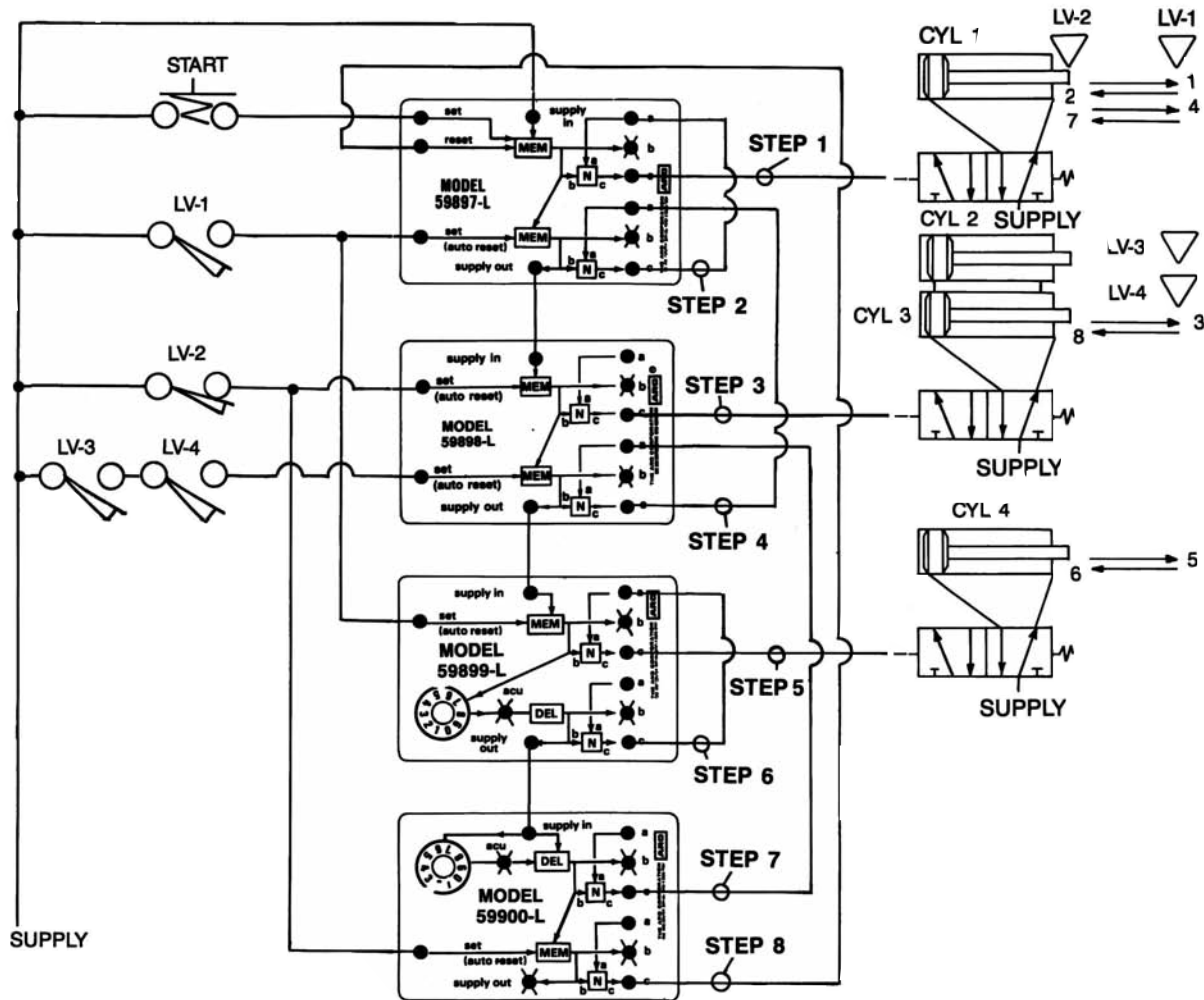 START
LV-1
LV-2
LV-3
LV-4
SUPPLY
set
supply in
a
reset
MEM
b
a
b
N
c
MODEL
59897-L
ARO
a
set
(auto reset)
MEM
a
b
supply out
b
N
c
STEP 1
STEP 2
supply in
a
set
(auto reset)
MEM
b
ARO
a
N
c
MODEL
59898-L
a
set
(auto reset)
MEM
b
supply out
b
a
N
c
STEP 3
STEP 4
supply in
a
set
(auto reset)
MEM
b
ARO
a
b
N
c
MODEL
59899-L
acu
a
DEL
b
supply
out
b
a
N
c
STEP 5
STEP 6
supply in
a
acu
DEL
b
ARO
a
b
N
c
MODEL
59900-L
a
set
(auto reset)
MEM
b
supply out
b
a
N
c
STEP 7
STEP 8
LV-2
LV-1
CYL 1
1
2
4
7
SUPPLY
CYL 2
LV-3
LV-4
CYL 3
3
8
SUPPLY
CYL 4
5
6
SUPPLY